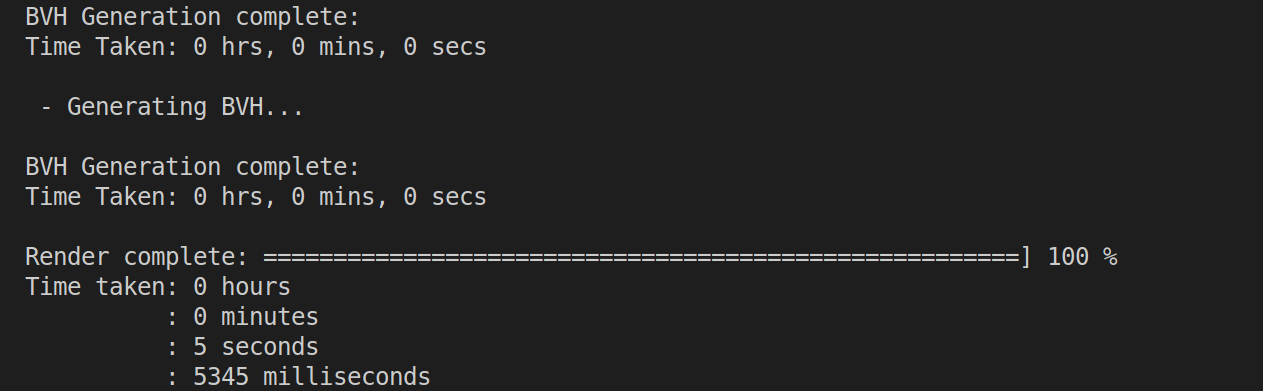 BVH Generation complete:
Time Taken: 0 hrs, 0 mins, 0 secs
- Generating BVH...
BVH Generation complete:
Time Taken: 0 hrs, 0 mins, 0 secs
Render complete: ======================================================] 100 %
Time taken: 0 hours
: 0 minutes
: 5 seconds
: 5345 milliseconds